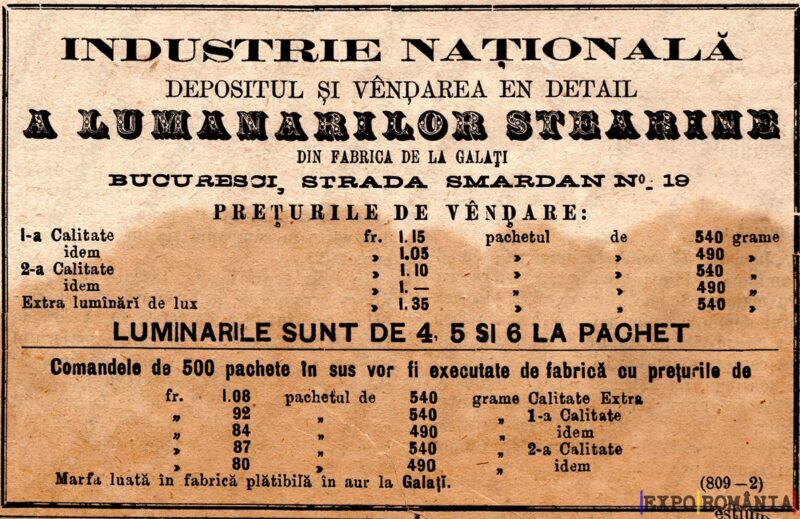 INDUSTRIE NAȚIONALĂ
DEPOSITUL ȘI VÊNḐAREA EN DETAIL
A LUMANARILOR STEARINE
DIN FABRICA DE LA GALAȚI
BUCURESCI, STRADA SMARDAN No. 19
PREȚURILE DE VÊNḐARE:
1-a Calitate fr. 1.15 pachetul de 540 grame
idem „ 1.05 „ „ 490 „
2-a Calitate „ 1.10 „ „ 540 „
idem „ 1.— „ „ 490 „
Extra lumînări de lux „ 1.35 „ „ 540 „
LUMINARILE SUNT DE 4, 5 SI 6 LA PACHET
Comandele de 500 pachete în sus vor fi executate de fabrică cu prețurile de
fr. 1.08 pachetul de 540 grame Calitate Extra
„ 92 „ 540 „ 1-a Calitate
„ 84 „ 490 „ idem
„ 87 „ 540 „ 2-a Calitate
„ 80 „ 490 „ idem
Marfa luată în fabrică plătibilă în aur la Galați. (809—2)
EXPO ROMÂNIA